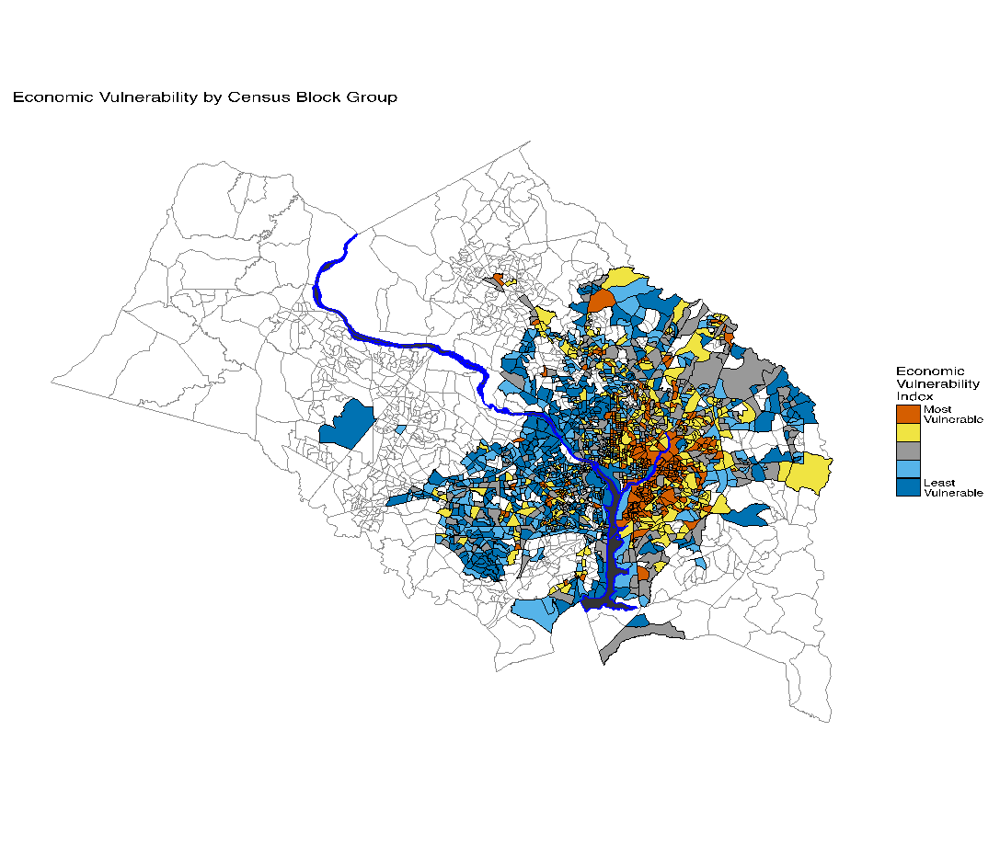 Economic Vulnerability by Census Block Group
Economic
Vulnerability
Index
Most
Vulnerable
Least
Vulnerable